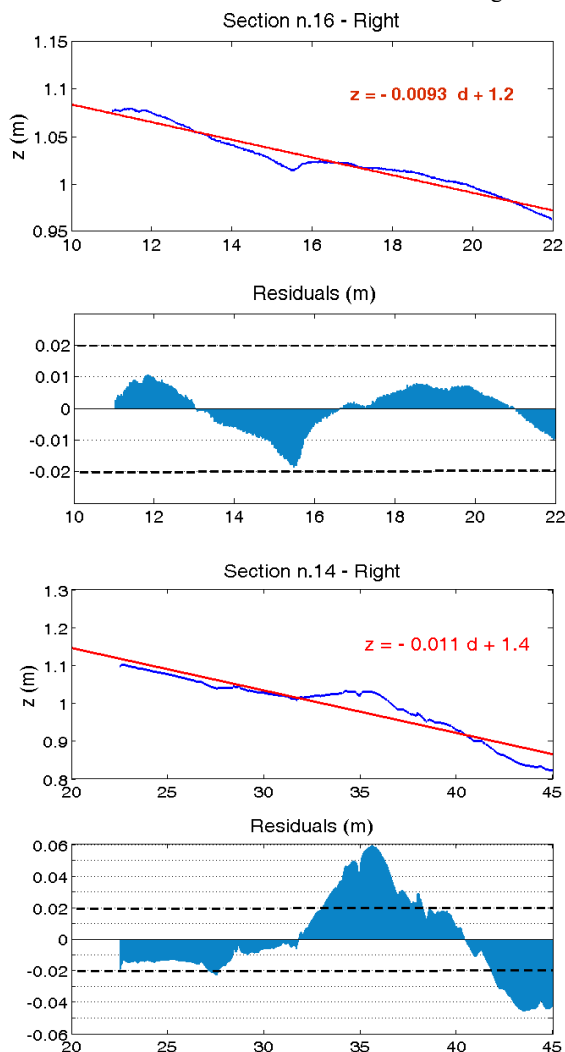 Section n.16 - Right
1.15
1.1
z = - 0.0093 d + 1.2
z (m)
1.05
1
0.95
10 12 14 16 18 20 22
Residuals (m)
0.02
0.01
0
-0.01
-0.02
10 12 14 16 18 20 22
Section n.14 - Right
1.3
1.2
z = - 0.011 d + 1.4
1.1
z (m)
1
0.9
0.8
20 25 30 35 40 45
Residuals (m)
0.06
0.04
0.02
0
-0.02
-0.04
-0.06
20 25 30 35 40 45